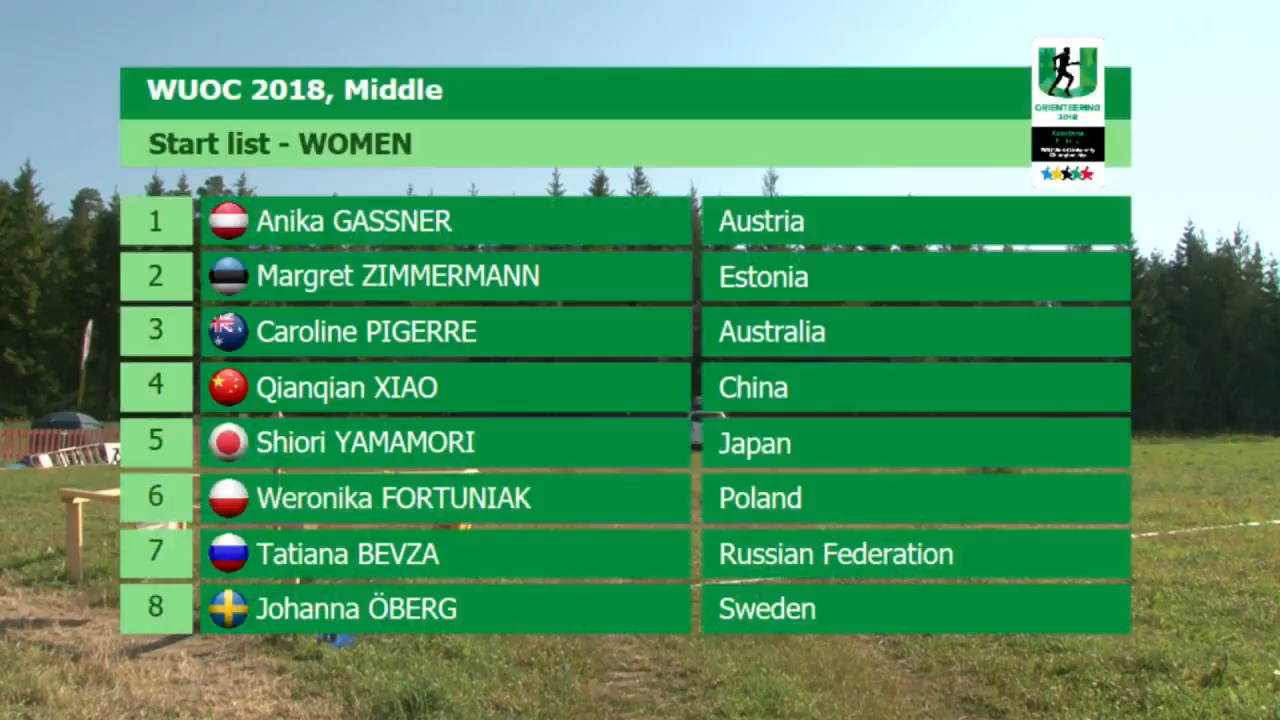 WUOC 2018, Middle
Start list - WOMEN
ORIENTEERING
2018
1 Anika GASSNER Austria
2 Margret ZIMMERMANN Estonia
3 Caroline PIGERRE Australia
4 Qianqian XIAO China
5 Shiori YAMAMORI Japan
6 Weronika FORTUNIAK Poland
7 Tatiana BEVZA Russian Federation
8 Johanna ÖBERG Sweden